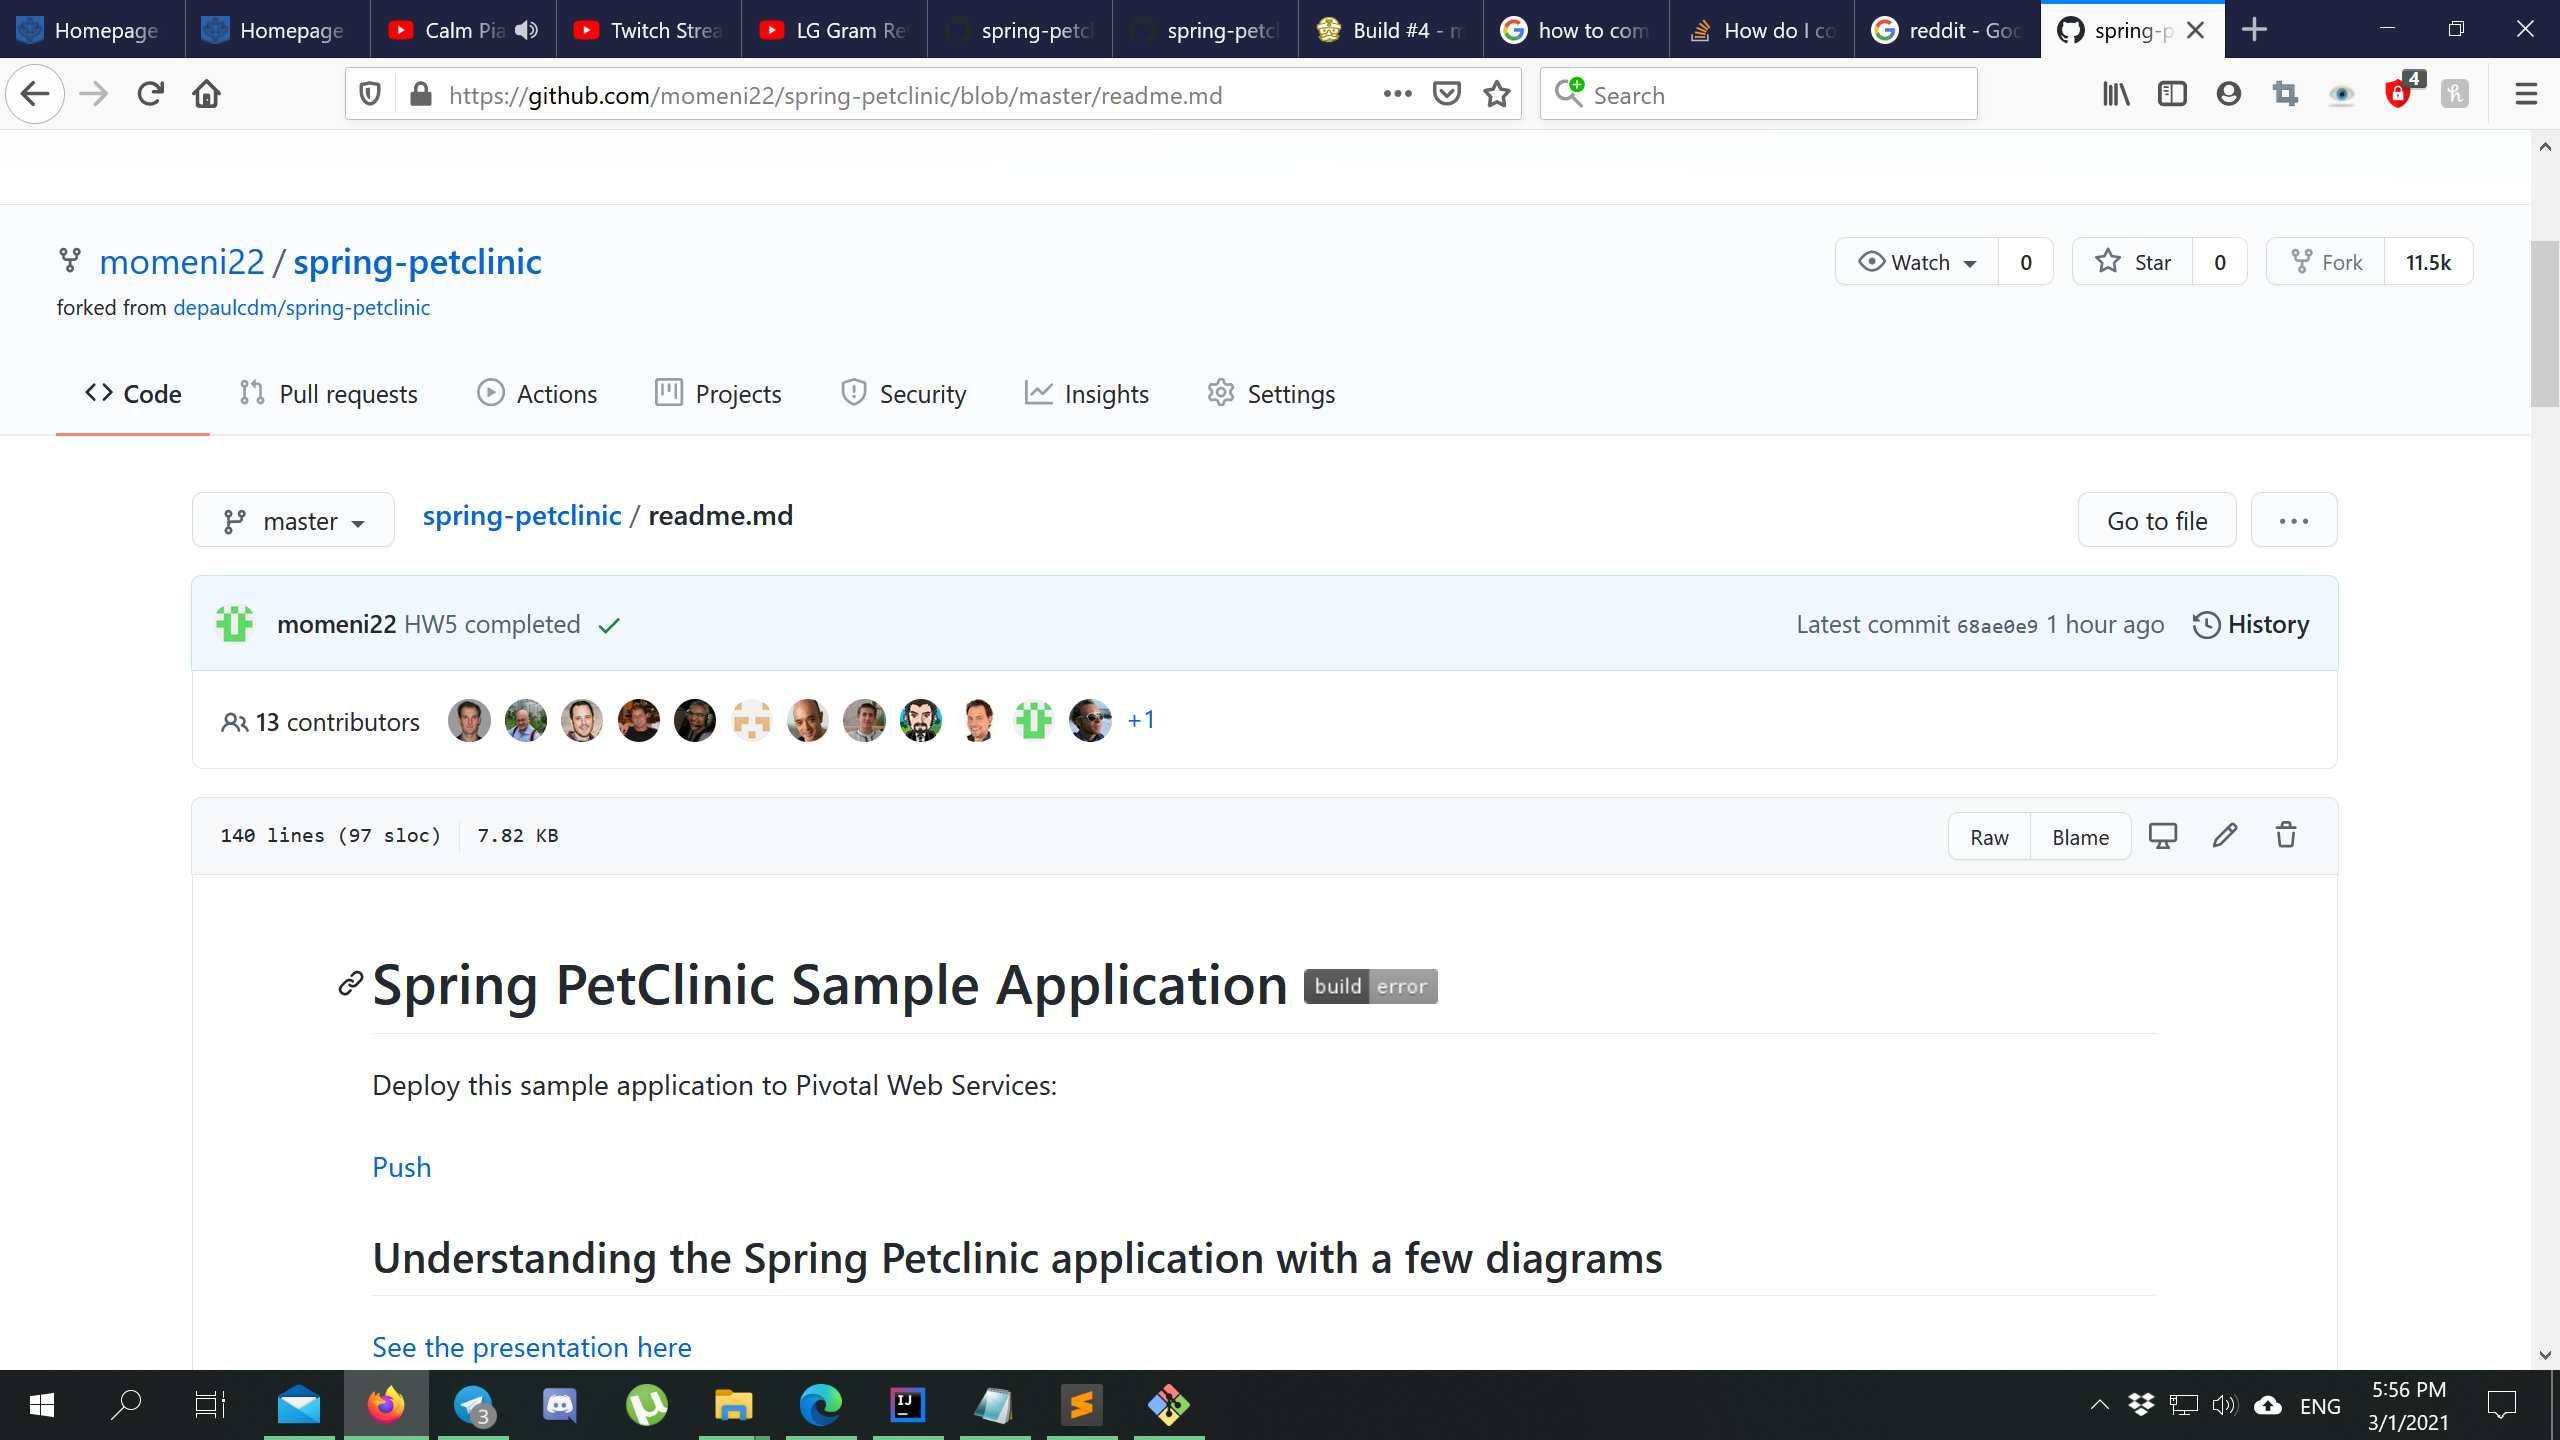 Homepage
Homepage
Calm Pia
Twitch Strea
LG Gram Re
spring-petcl
spring-petcl
Build #4 - m
how to com
How do I co
reddit - Goo
spring-p
https://github.com/momeni22/spring-petclinic/blob/master/readme.md
Search
4
momeni22 / spring-petclinic
Watch 0
Star 0
Fork 11.5k
forked from depaulcdm/spring-petclinic
Code
Pull requests
Actions
Projects
Security
Insights
Settings
master
spring-petclinic / readme.md
Go to file
momeni22 HW5 completed
Latest commit 68ae0e9 1 hour ago
History
13 contributors
+1
140 lines (97 sloc)
7.82 KB
Raw
Blame
Spring PetClinic Sample Application
build error
Deploy this sample application to Pivotal Web Services:
Push
Understanding the Spring Petclinic application with a few diagrams
See the presentation here
3
IJ
ENG
5:56 PM
3/1/2021